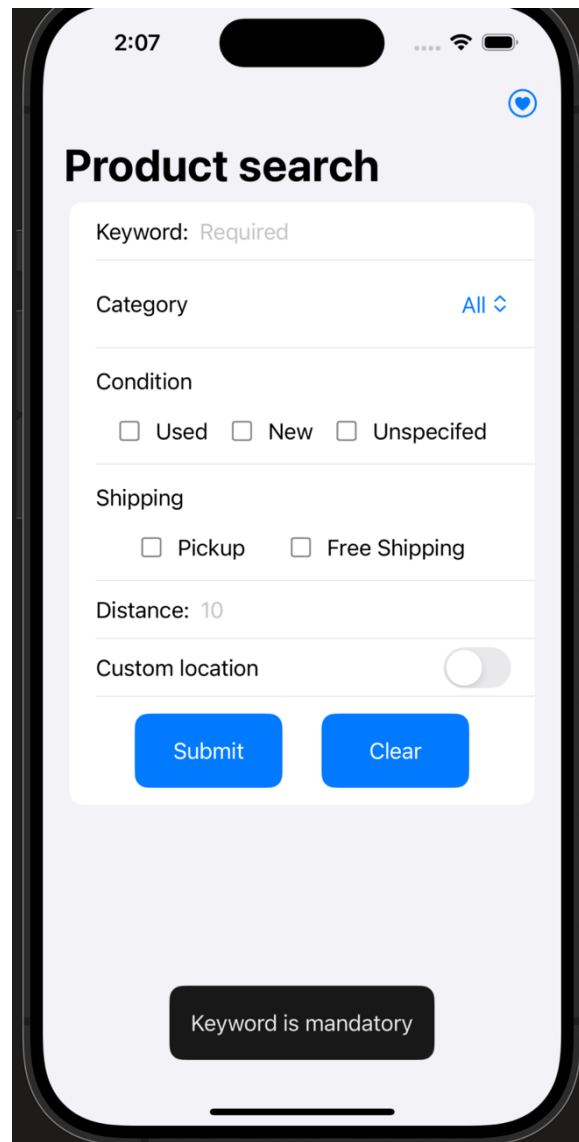 2:07
Product search
Keyword: Required
Category All
Condition
Used New Unspecifed
Shipping
Pickup Free Shipping
Distance: 10
Custom location
Submit Clear
Keyword is mandatory